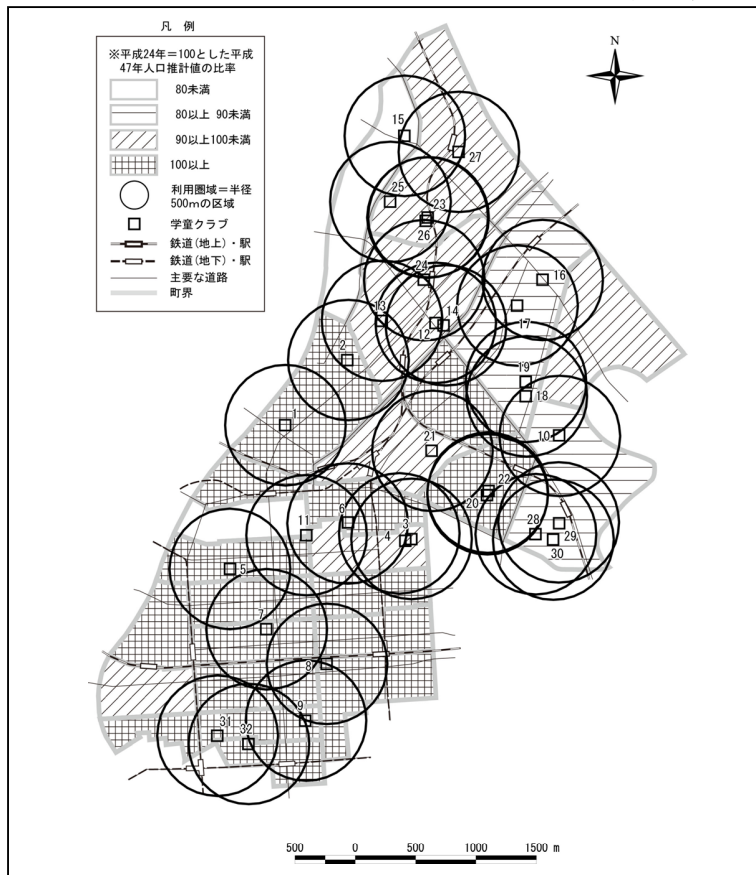 凡 例
※平成24年＝100とした平成
47年人口推計値の比率
80未満
80以上 90未満
90以上100未満
100以上
利用圏域＝半径
500mの区域
学童クラブ
鉄道(地上)・駅
鉄道(地下)・駅
主要な道路
町界
N
15
27
25
23
26
24
16
13
12
14
17
2
19
18
1
21
10
22
20
6
11
4
3
28
29
30
5
7
8
9
31
32
500
0
500
1000
1500 m